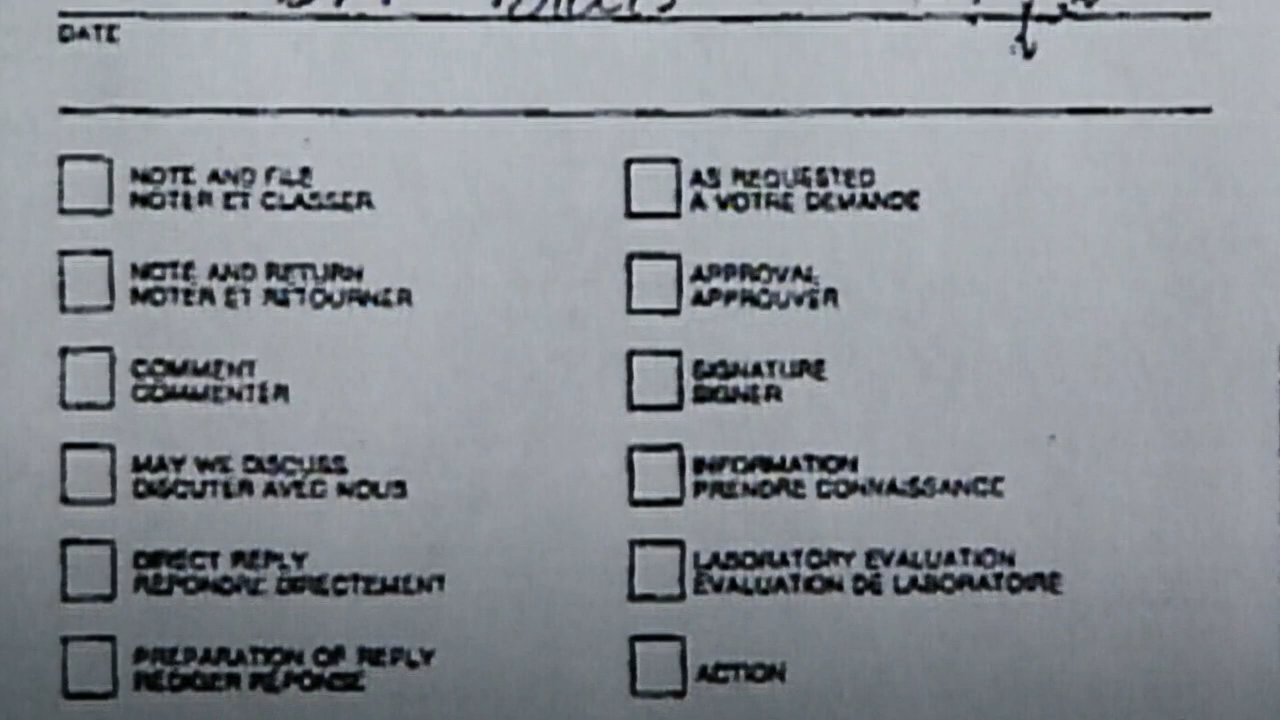 DATE
NOTE AND FILE
NOTER ET CLASSER
NOTE AND RETURN
NOTER ET RETOURNER
COMMENT
COMMENTER
MAY WE DISCUSS
DISCUTER AVEC NOUS
DIRECT REPLY
RÉPONDRE DIRECTEMENT
PREPARATION OF REPLY
RÉDIGER RÉPONSE
AS REQUESTED
À VOTRE DEMANDE
APPROVAL
APPROUVER
SIGNATURE
SIGNER
INFORMATION
PRENDRE CONNAISSANCE
LABORATORY EVALUATION
ÉVALUATION DE LABORATOIRE
ACTION